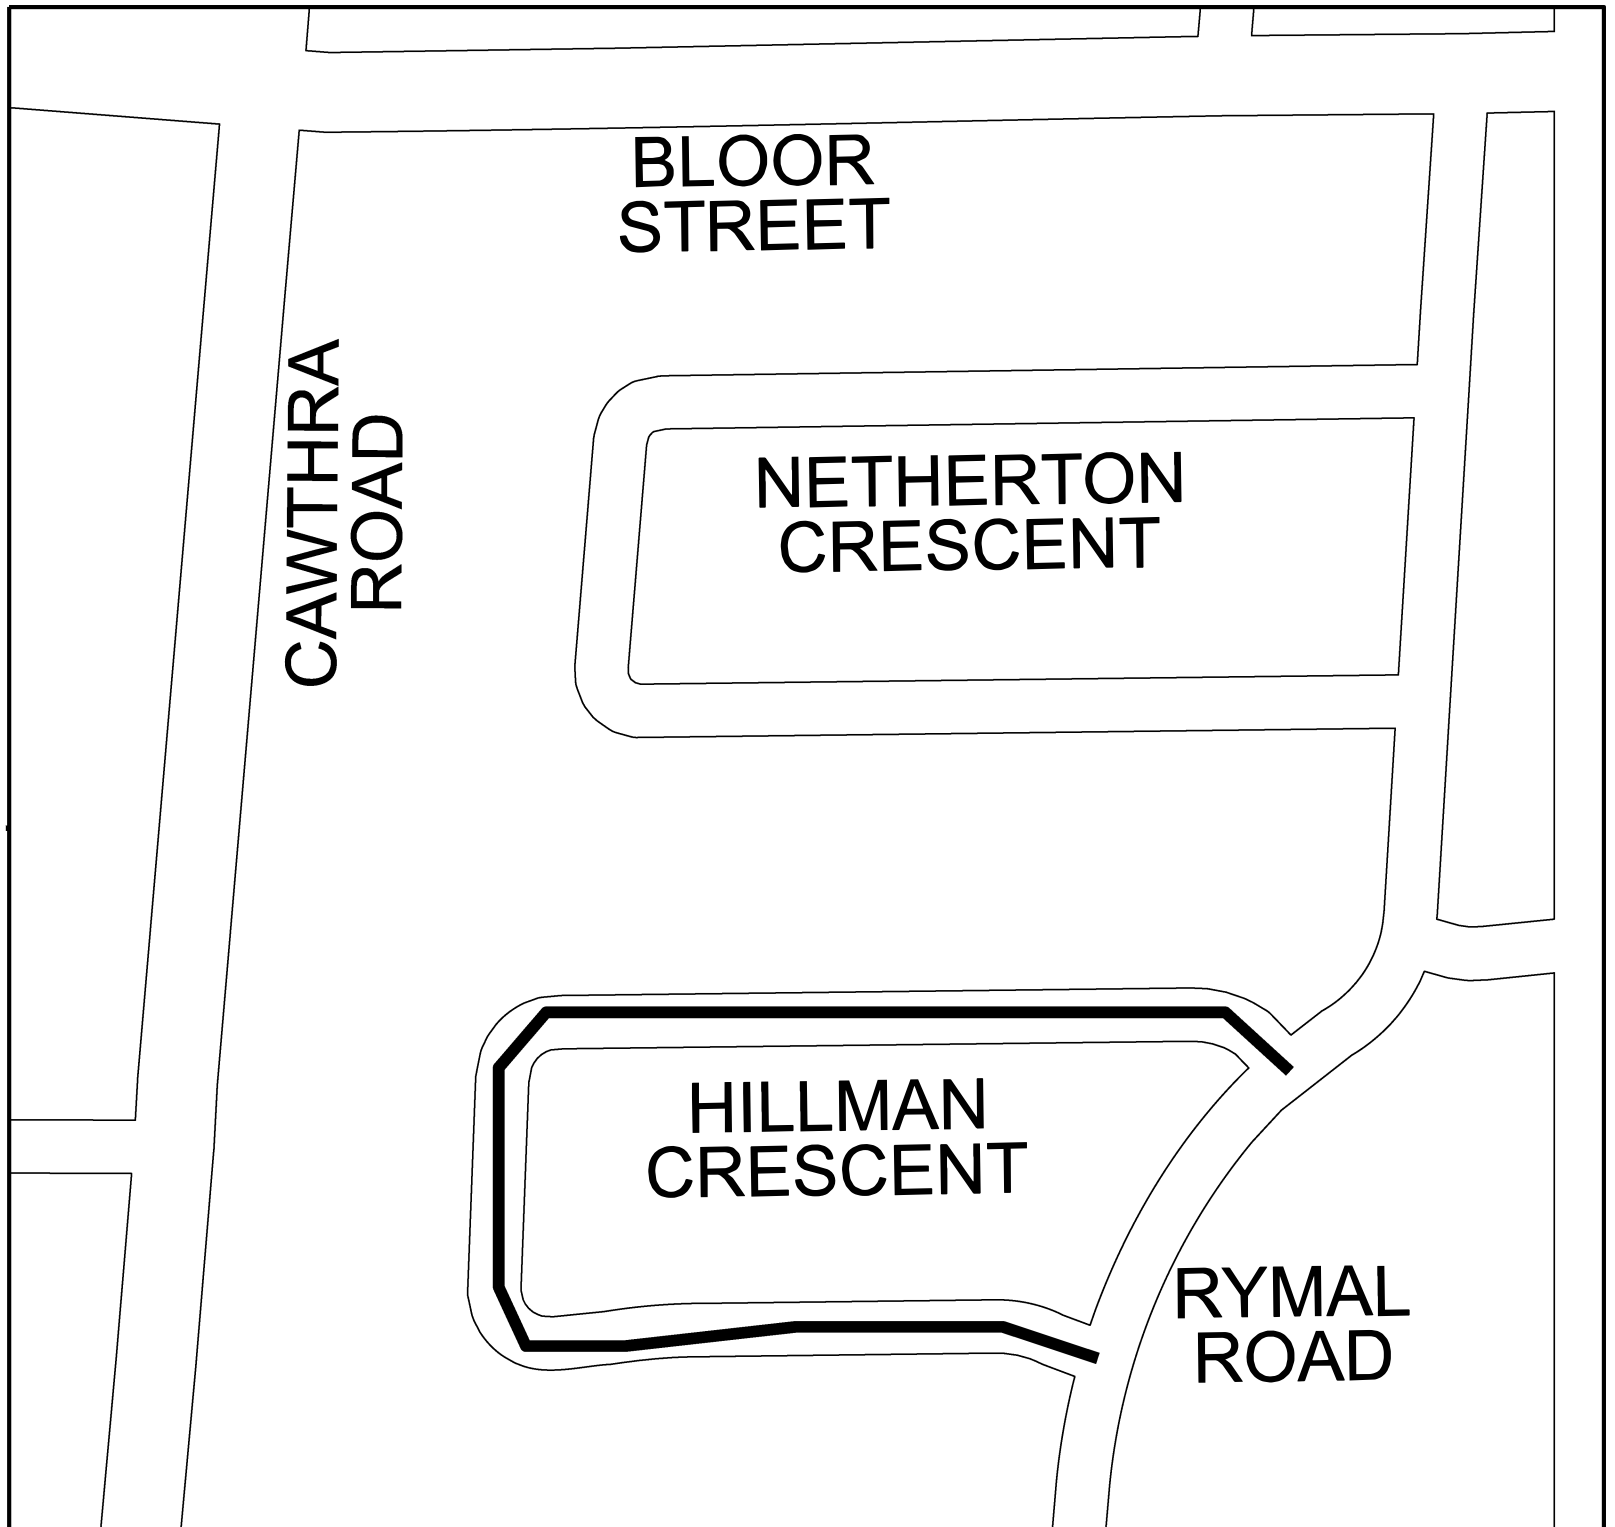 BLOOR
STREET
CAWTHRA
ROAD
NETHERTON
CRESCENT
HILLMAN
CRESCENT
RYMAL
ROAD